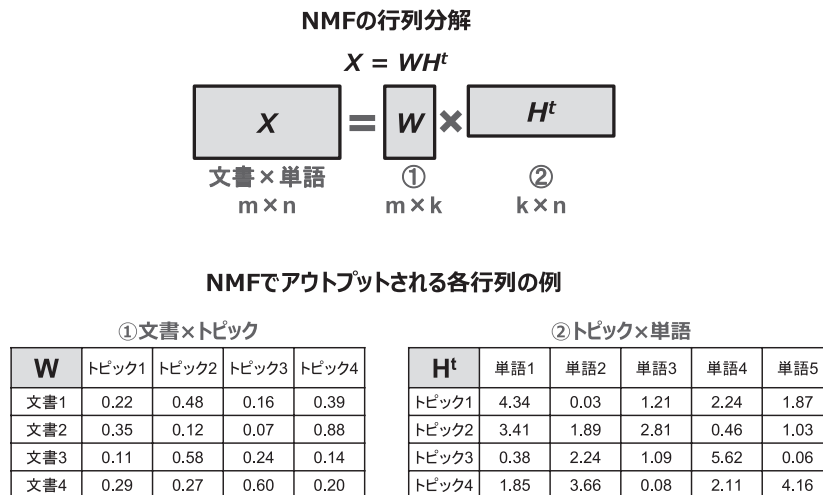 NMFの行列分解
X = WHᵗ
X = W × Hᵗ
文書×単語 ① ②
m×n m×k k×n
NMFでアウトプットされる各行列の例
①文書×トピック ②トピック×単語
W トピック1 トピック2 トピック3 トピック4
文書1 0.22 0.48 0.16 0.39
文書2 0.35 0.12 0.07 0.88
文書3 0.11 0.58 0.24 0.14
文書4 0.29 0.27 0.60 0.20
Hᵗ 単語1 単語2 単語3 単語4 単語5
トピック1 4.34 0.03 1.21 2.24 1.87
トピック2 3.41 1.89 2.81 0.46 1.03
トピック3 0.38 2.24 1.09 5.62 0.06
トピック4 1.85 3.66 0.08 2.11 4.16